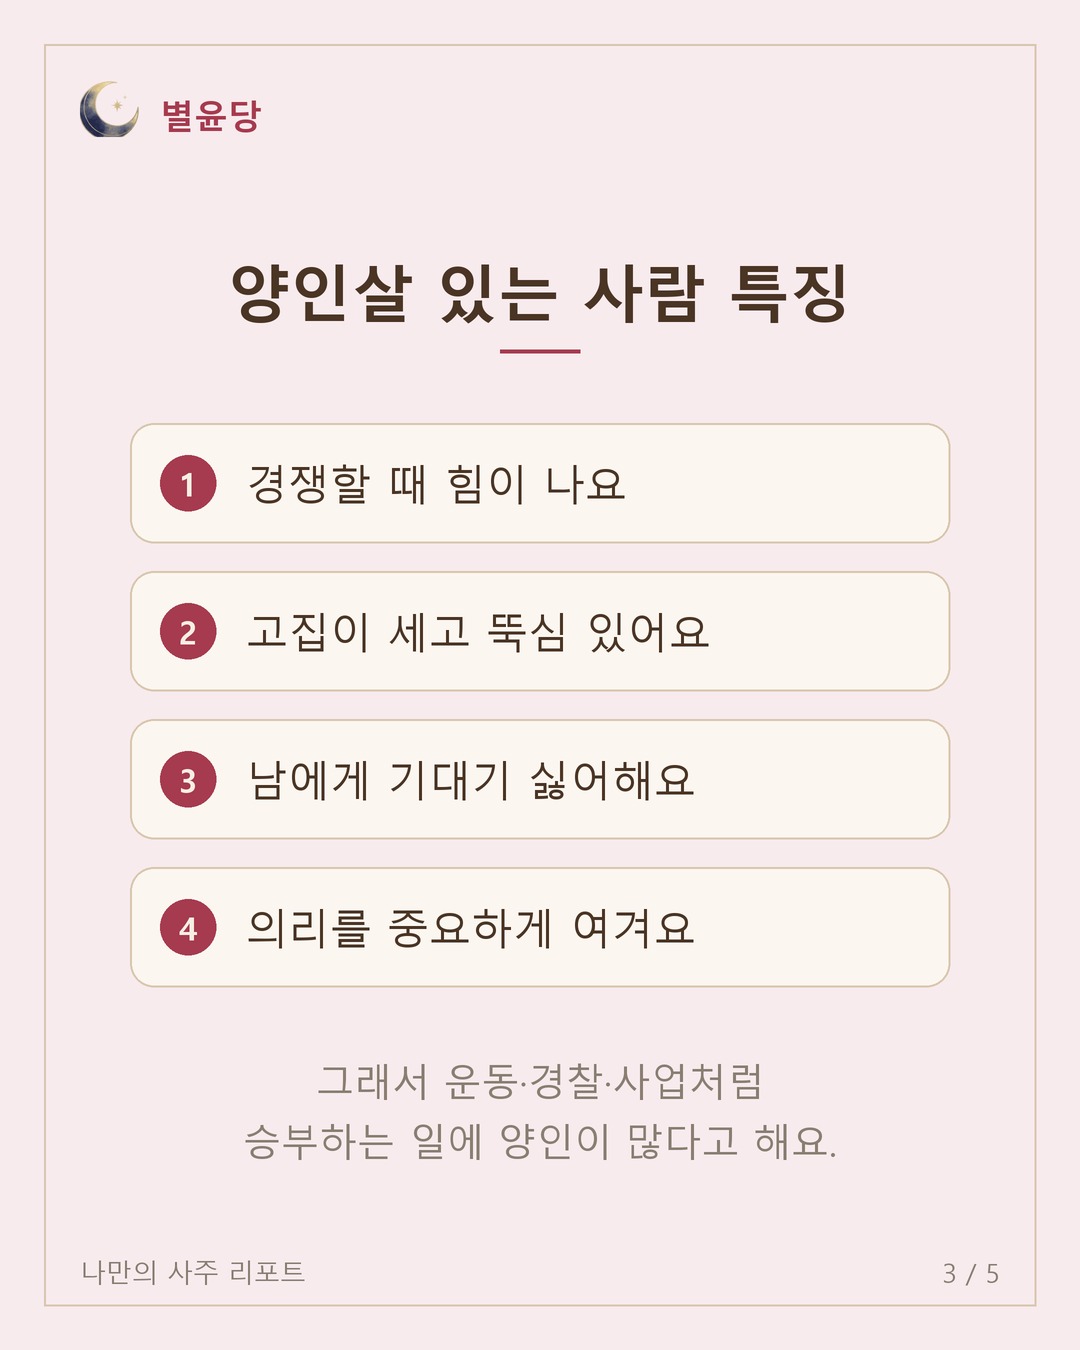 별윤당
양인살 있는 사람 특징
1 경쟁할 때 힘이 나요
2 고집이 세고 뚝심 있어요
3 남에게 기대기 싫어해요
4 의리를 중요하게 여겨요
그래서 운동·경찰·사업처럼
승부하는 일에 양인이 많다고 해요.
나만의 사주 리포트
3 / 5